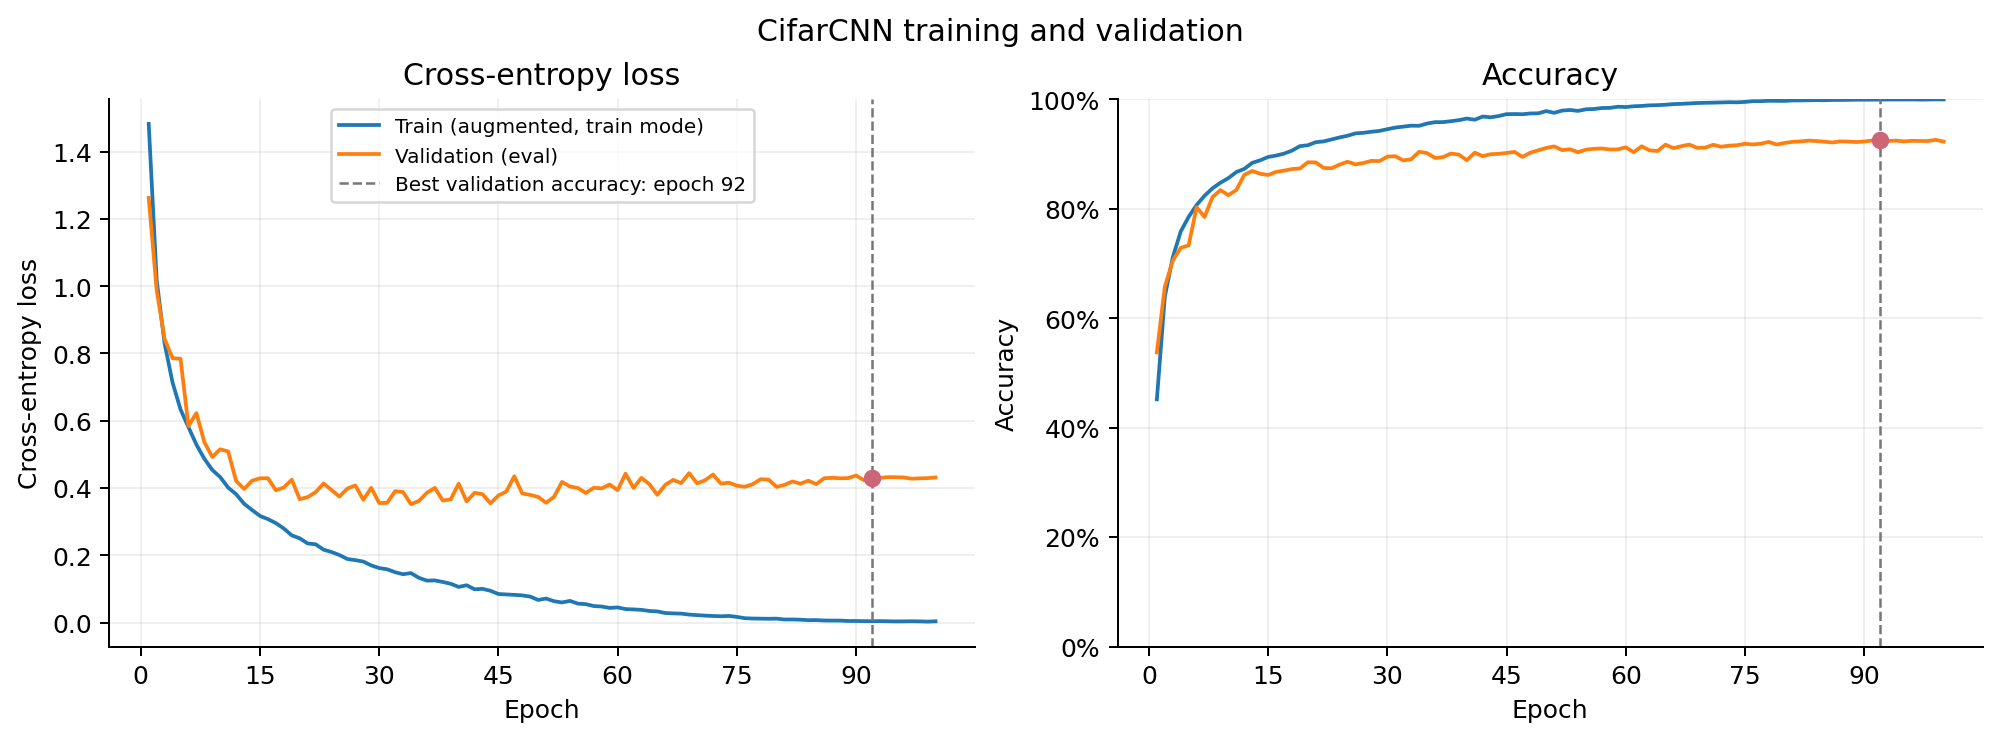 CifarCNN training and validation
Cross-entropy loss
Train (augmented, train mode)
Validation (eval)
Best validation accuracy: epoch 92
Cross-entropy loss
1.4
1.2
1.0
0.8
0.6
0.4
0.2
0.0
0 15 30 45 60 75 90
Epoch
Accuracy
Accuracy
100%
80%
60%
40%
20%
0%
0 15 30 45 60 75 90
Epoch